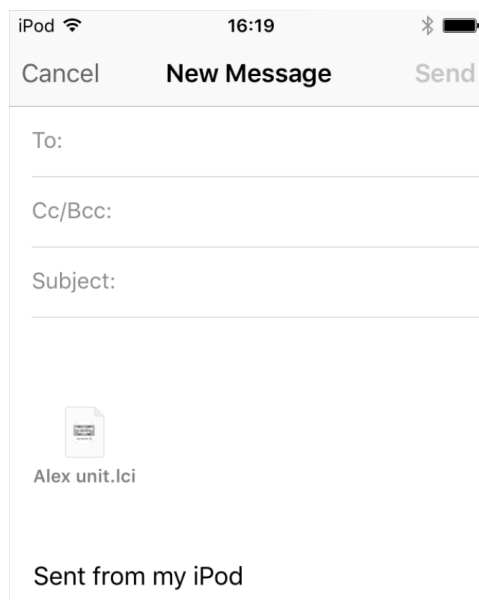 iPod 16:19
Cancel New Message Send
To:
Cc/Bcc:
Subject:
Alex unit.lci
Sent from my iPod